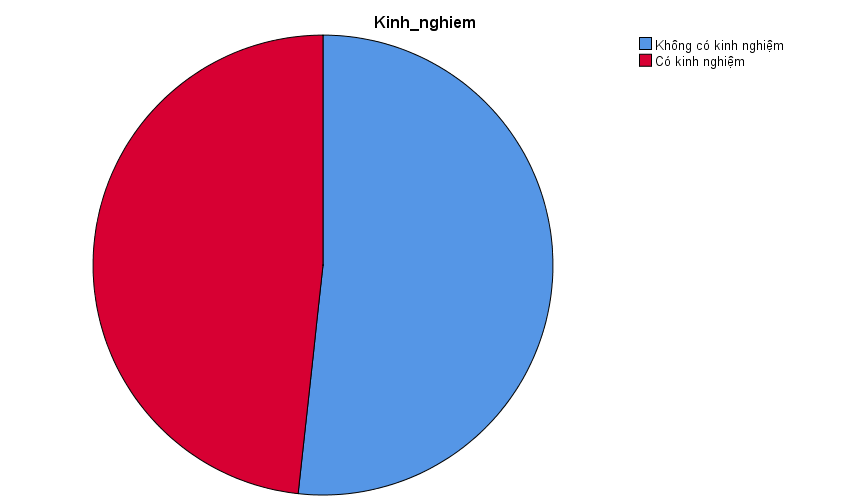 Kinh_nghiem
Không có kinh nghiệm
Có kinh nghiệm